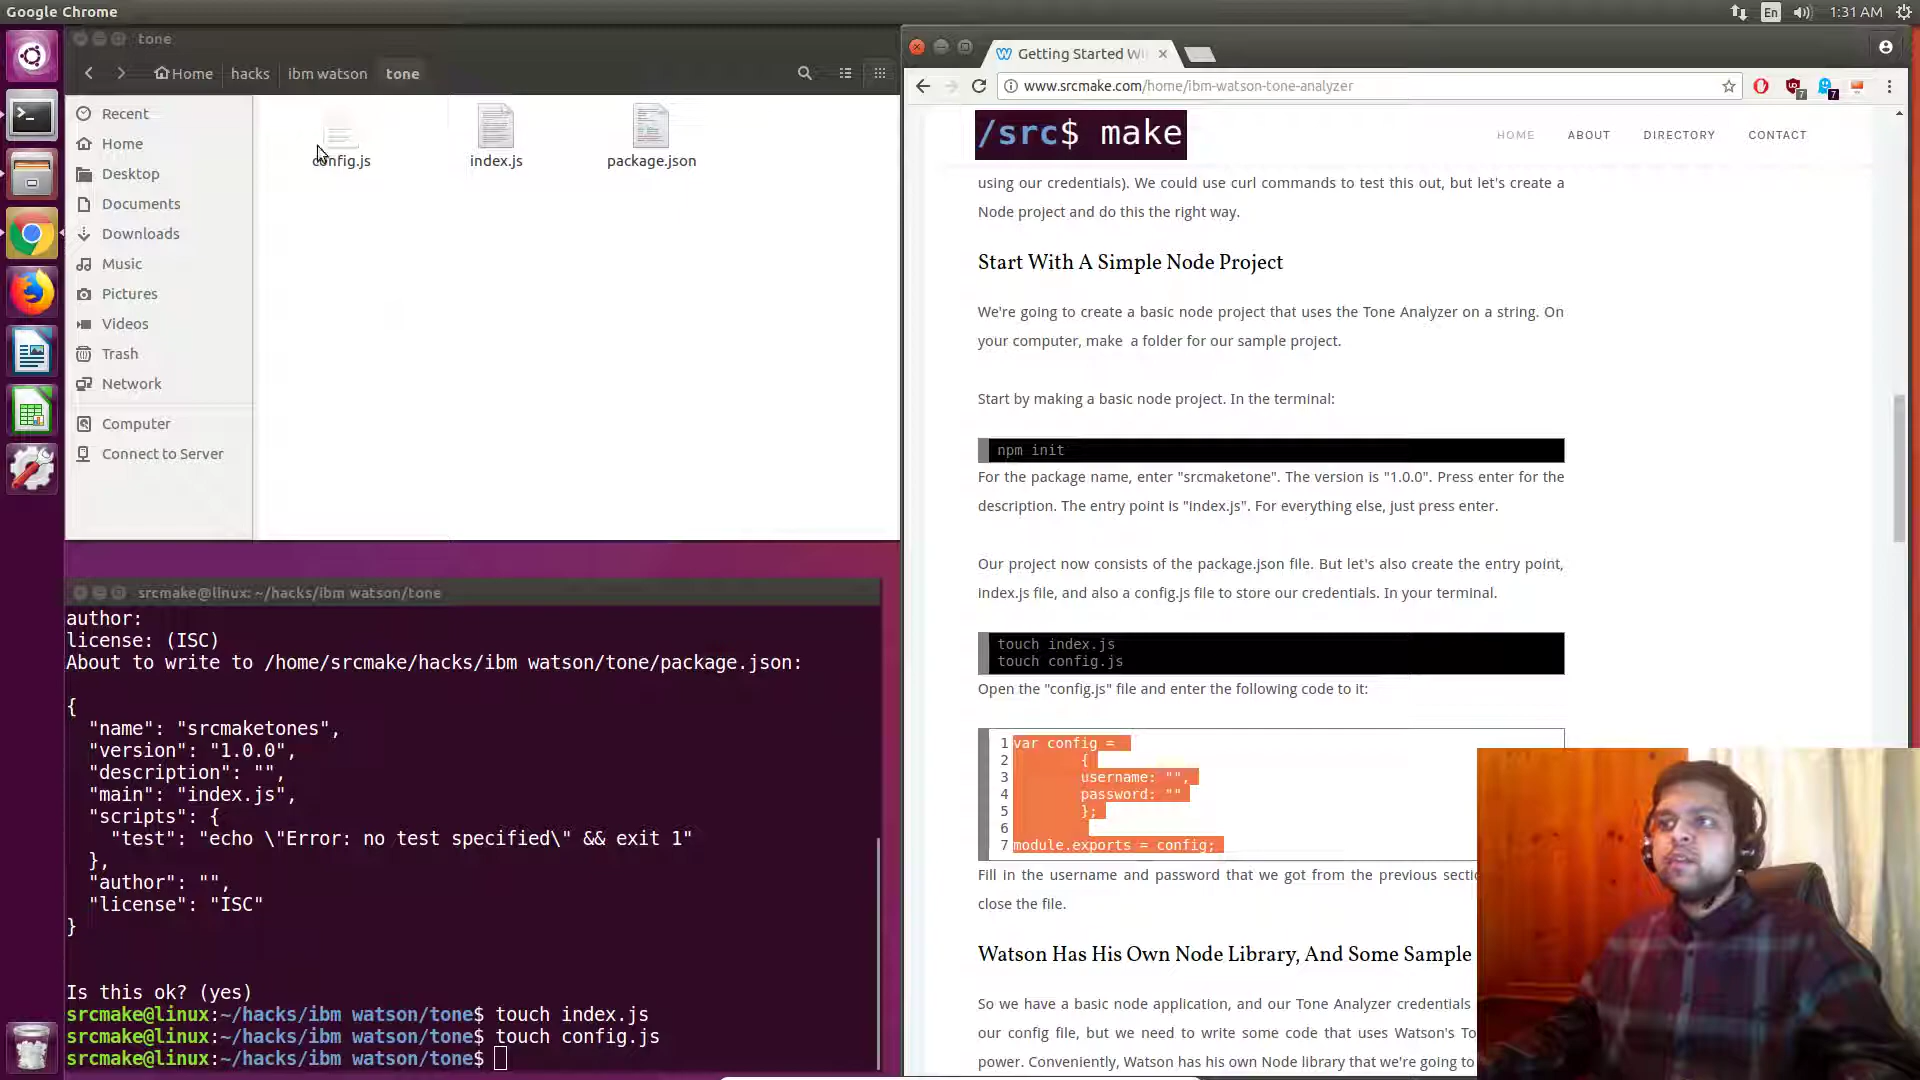 Google Chrome
En
1:31 AM
tone
Home
hacks
ibm watson
tone
Recent
Home
Desktop
Documents
Downloads
Music
Pictures
Videos
Trash
Network
Computer
Connect to Server
config.js
index.js
package.json
srcmake@linux: ~/hacks/ibm watson/tone
author:
license: (ISC)
About to write to /home/srcmake/hacks/ibm watson/tone/package.json:
{
"name": "srcmaketones",
"version": "1.0.0",
"description": "",
"main": "index.js",
"scripts": {
"test": "echo \"Error: no test specified\" && exit 1"
},
"author": "",
"license": "ISC"
}
Is this ok? (yes)
srcmake@linux:~/hacks/ibm watson/tone$ touch index.js
srcmake@linux:~/hacks/ibm watson/tone$ touch config.js
srcmake@linux:~/hacks/ibm watson/tone$
Getting Started Wi
www.srcmake.com/home/ibm-watson-tone-analyzer
7
7
/src$ make
HOME
ABOUT
DIRECTORY
CONTACT
using our credentials). We could use curl commands to test this out, but let's create a
Node project and do this the right way.
Start With A Simple Node Project
We're going to create a basic node project that uses the Tone Analyzer on a string. On
your computer, make a folder for our sample project.
Start by making a basic node project. In the terminal:
npm init
For the package name, enter "srcmaketone". The version is "1.0.0". Press enter for the
description. The entry point is "index.js". For everything else, just press enter.
Our project now consists of the package.json file. But let's also create the entry point,
index.js file, and also a config.js file to store our credentials. In your terminal.
touch index.js
touch config.js
Open the "config.js" file and enter the following code to it:
1 var config =
2 {
3 username: "",
4 password: ""
5 };
6
7 module.exports = config;
Fill in the username and password that we got from the previous secti
close the file.
Watson Has His Own Node Library, And Some Sample
So we have a basic node application, and our Tone Analyzer credentials
our config file, but we need to write some code that uses Watson's To
power. Conveniently, Watson has his own Node library that we're going to